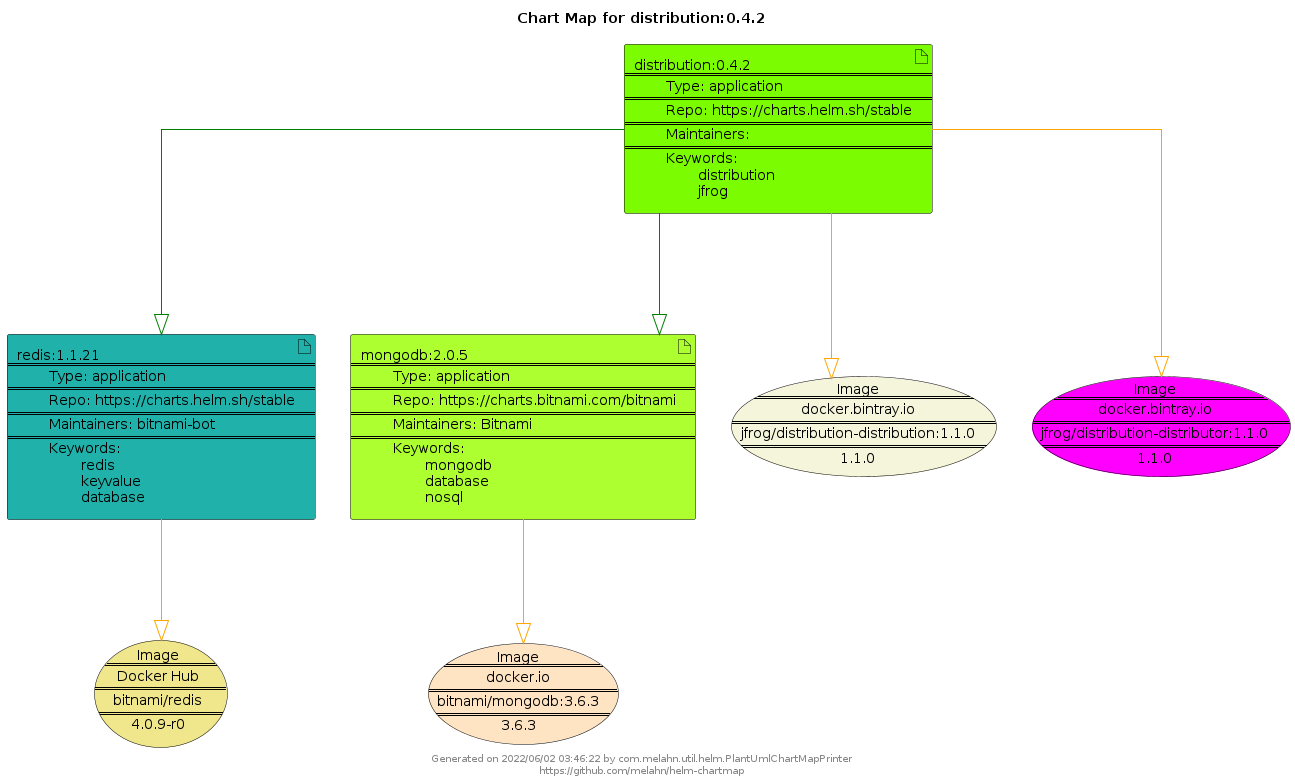 Chart Map for distribution:0.4.2
distribution:0.4.2
Type: application
Repo: https://charts.helm.sh/stable
Maintainers:
Keywords:
distribution
jfrog
redis:1.1.21
Type: application
Repo: https://charts.helm.sh/stable
Maintainers: bitnami-bot
Keywords:
redis
keyvalue
database
mongodb:2.0.5
Type: application
Repo: https://charts.bitnami.com/bitnami
Maintainers: Bitnami
Keywords:
mongodb
database
nosql
Image
docker.bintray.io
jfrog/distribution-distribution:1.1.0
1.1.0
Image
docker.bintray.io
jfrog/distribution-distributor:1.1.0
1.1.0
Image
Docker Hub
bitnami/redis
4.0.9-r0
Image
docker.io
bitnami/mongodb:3.6.3
3.6.3
Generated on 2022/06/02 03:46:22 by com.melahn.util.helm.PlantUmlChartMapPrinter
https://github.com/melahn/helm-chartmap